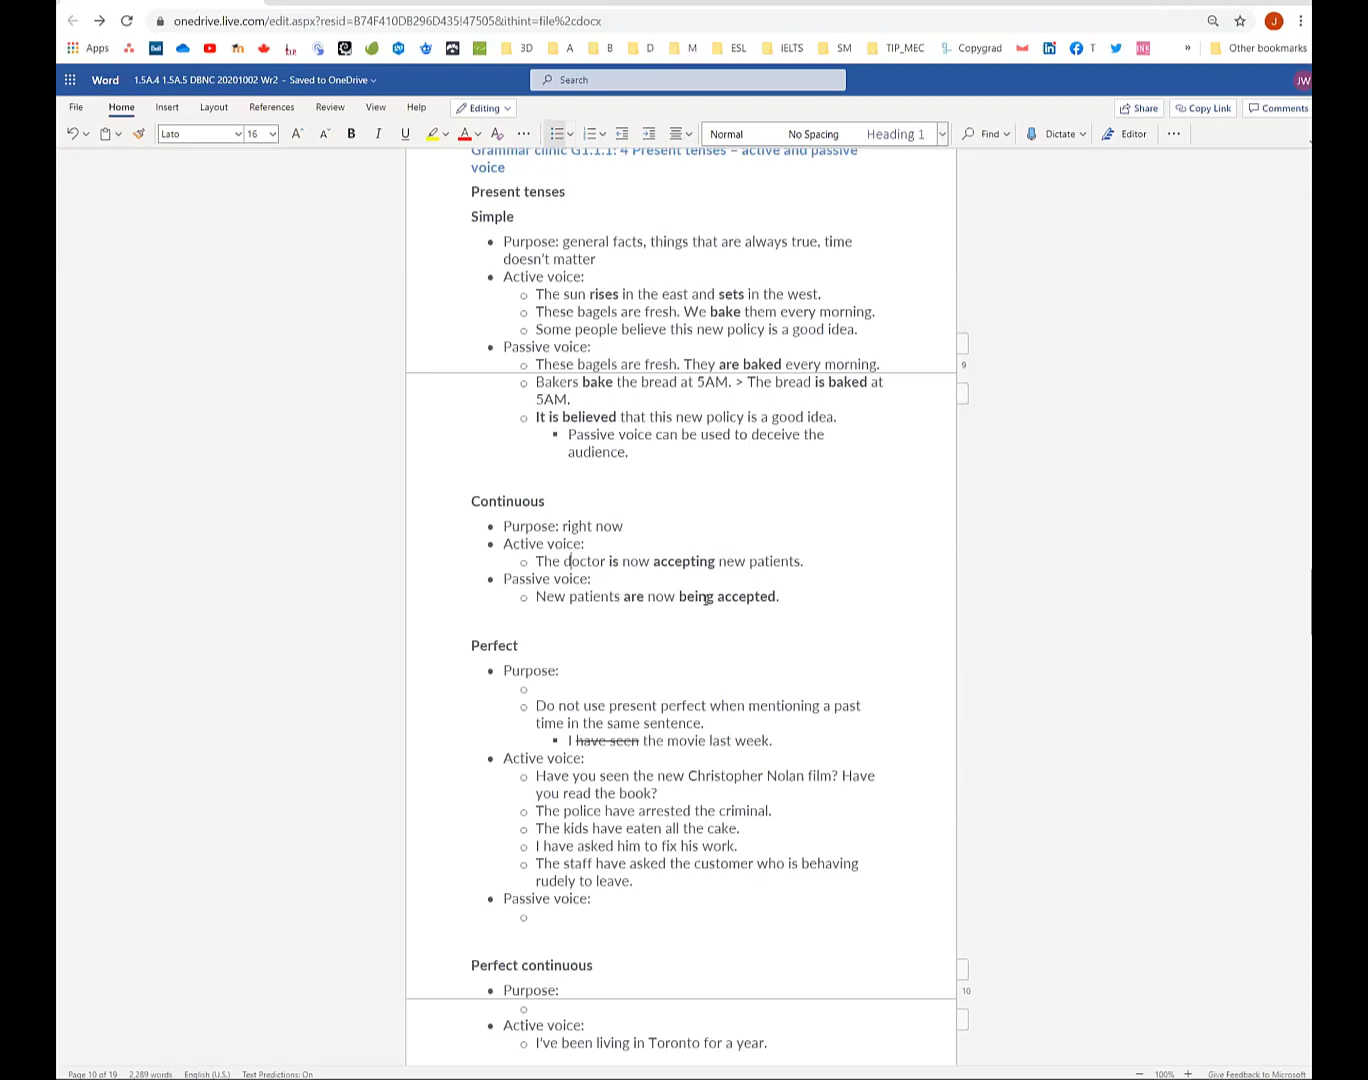 onedrive.live.com/edit.aspx?resid=B74F410DB296D435!47505&ithint=file%2cdocx
Apps 3D A B D M ESL IELTS SM TIP_MEC Copygrad T » Other bookmarks
Word 1.5A.4 1.5A.5 DBNC 20201002 Wr2 - Saved to OneDrive Search JW
File Home Insert Layout References Review View Help Editing Share Copy Link Comments
Lato 16 A A B I U A Normal No Spacing Heading 1 Find Dictate Editor
Grammar clinic G1.1.1: 4 Present tenses – active and passive
voice
Present tenses
Simple
• Purpose: general facts, things that are always true, time
doesn't matter
• Active voice:
o The sun rises in the east and sets in the west.
o These bagels are fresh. We bake them every morning.
o Some people believe this new policy is a good idea.
• Passive voice:
o These bagels are fresh. They are baked every morning.
9
o Bakers bake the bread at 5AM. > The bread is baked at
5AM.
o It is believed that this new policy is a good idea.
▪ Passive voice can be used to deceive the
audience.
Continuous
• Purpose: right now
• Active voice:
o The doctor is now accepting new patients.
• Passive voice:
o New patients are now being accepted.
Perfect
• Purpose:
o
o Do not use present perfect when mentioning a past
time in the same sentence.
▪ I have seen the movie last week.
• Active voice:
o Have you seen the new Christopher Nolan film? Have
you read the book?
o The police have arrested the criminal.
o The kids have eaten all the cake.
o I have asked him to fix his work.
o The staff have asked the customer who is behaving
rudely to leave.
• Passive voice:
o
Perfect continuous
• Purpose:
10
o
• Active voice:
o I've been living in Toronto for a year.
Page 10 of 19 2,289 words English (U.S.) Text Predictions: On − 100% + Give Feedback to Microsoft